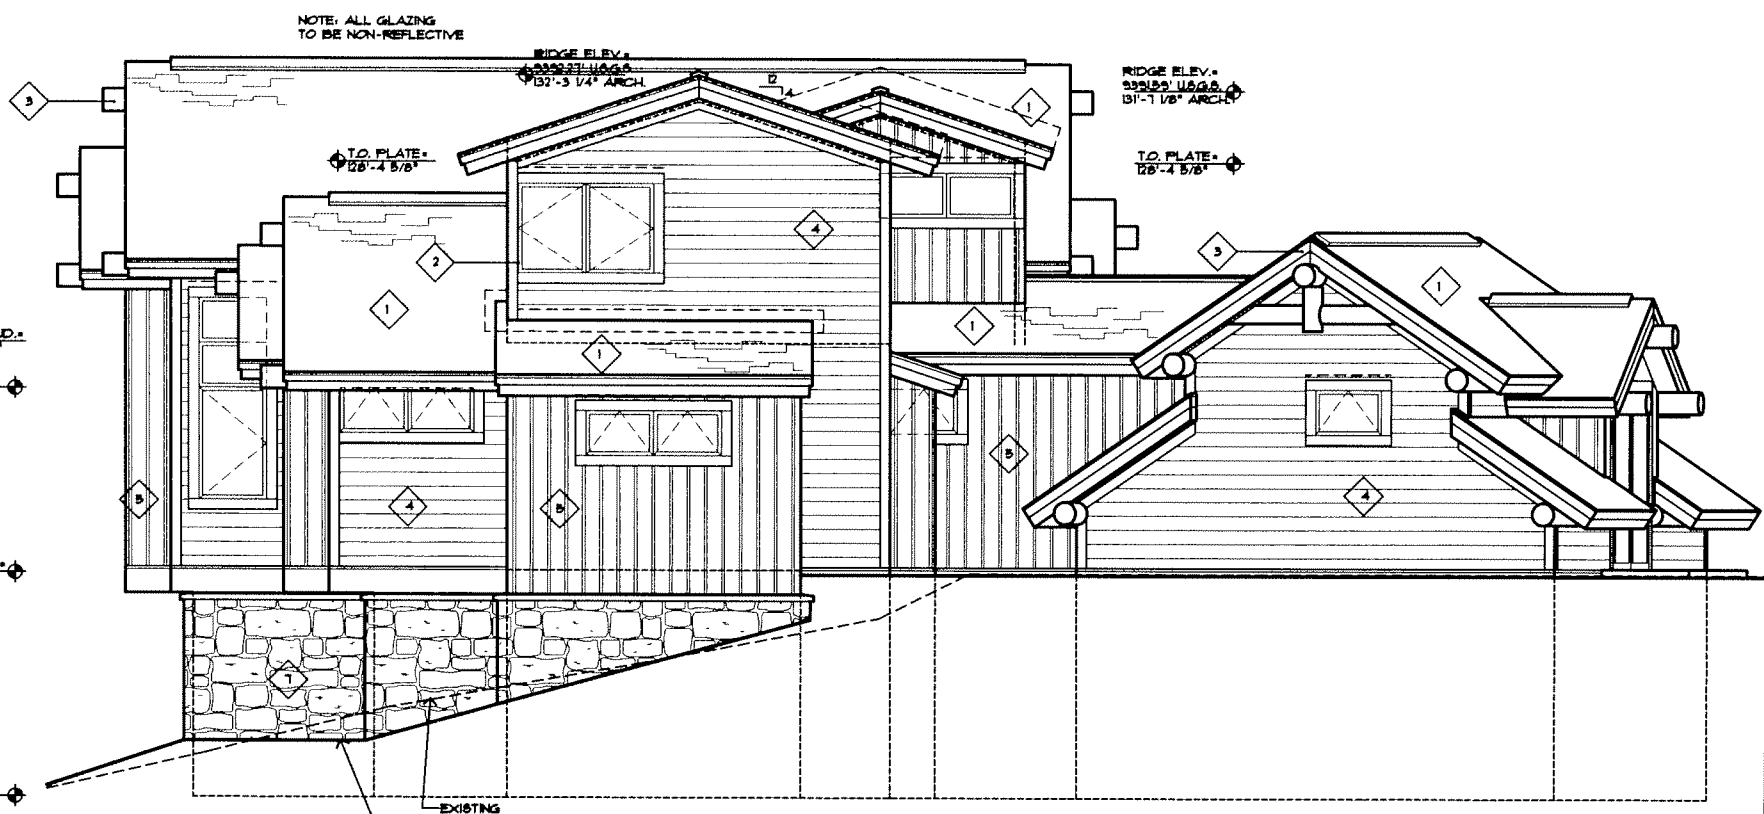 NOTE: ALL GLAZING
TO BE NON-REFLECTIVE
RIDGE ELEV.=
132'-3 1/4" ARCH.
RIDGE ELEV.=
131'-7 1/8" ARCH.
12
4
T.O. PLATE=
128'-4 5/8"
T.O. PLATE=
128'-4 5/8"
3
1
4
2
3
1
1
1
1
5
4
5
5
4
7
EXISTING